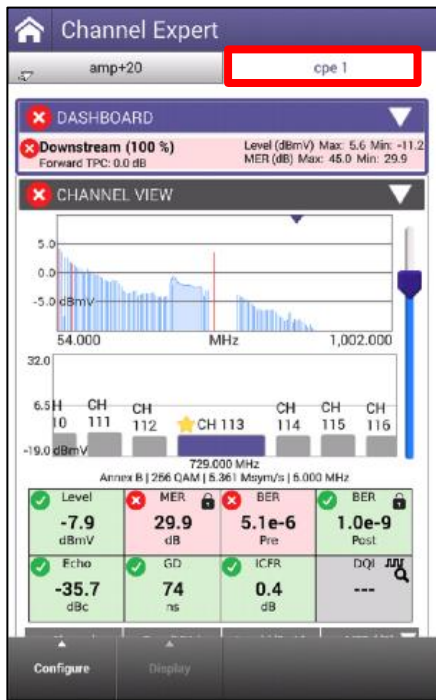 Channel Expert
amp+20 cpe 1
DASHBOARD
Downstream (100 %) Level (dBmV) Max: 5.6 Min: -11.2
Forward TPC: 0.0 dB MER (dB) Max: 45.0 Min: 29.9
CHANNEL VIEW
5.0
0.0
-5.0 dBmV
54.000 MHz 1,002.000
32.0
6.5 H CH CH CH 113 CH CH CH
10 111 112 114 115 116
-19.0 dBmV
729.000 MHz
Annex B | 256 QAM | 5.361 Msym/s | 6.000 MHz
Level MER BER BER
-7.9 29.9 5.1e-6 1.0e-9
dBmV dB Pre Post
Echo GD ICFR DQI
-35.7 74 0.4 ---
dBc ns dB
Configure Display